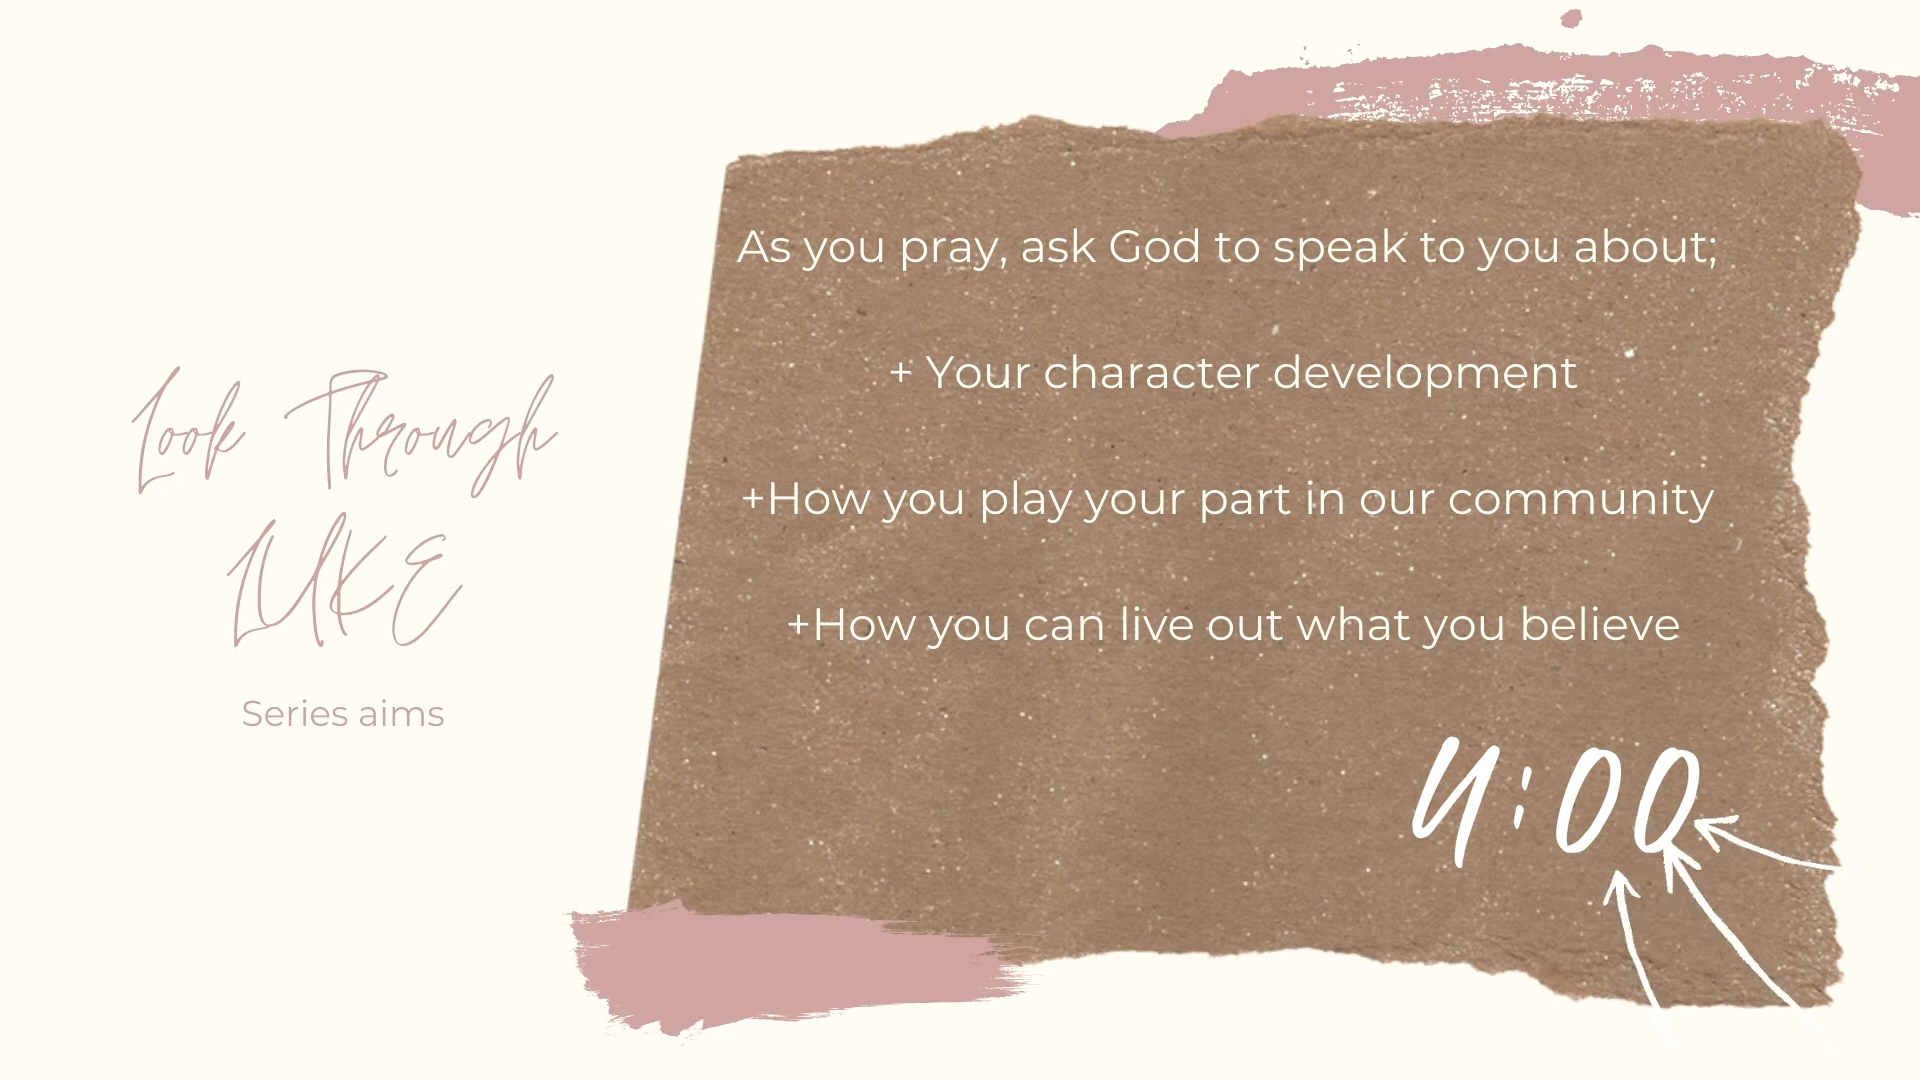 Look Through
LUKE
Series aims
As you pray, ask God to speak to you about;
+ Your character development
+How you play your part in our community
+How you can live out what you believe
4:00